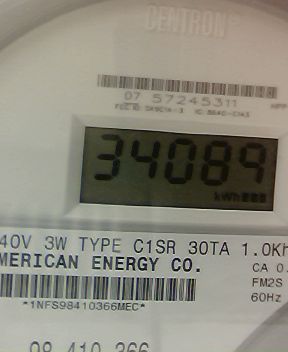 CENTRON®
07 57245311
34089
kWh
40V 3W TYPE C1SR 30TA 1.0Kh
MERICAN ENERGY CO.
CA 0.
FM2S
*1NFS98410366MEC*
60Hz
98 410 366